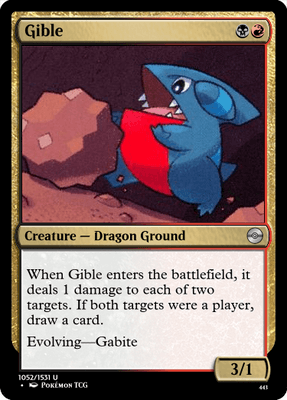 Gible
Creature — Dragon Ground
When Gible enters the battlefield, it
deals 1 damage to each of two
targets. If both targets were a player,
draw a card.
Evolving—Gabite
3/1
1052/1531 U
• Pokémon TCG
441